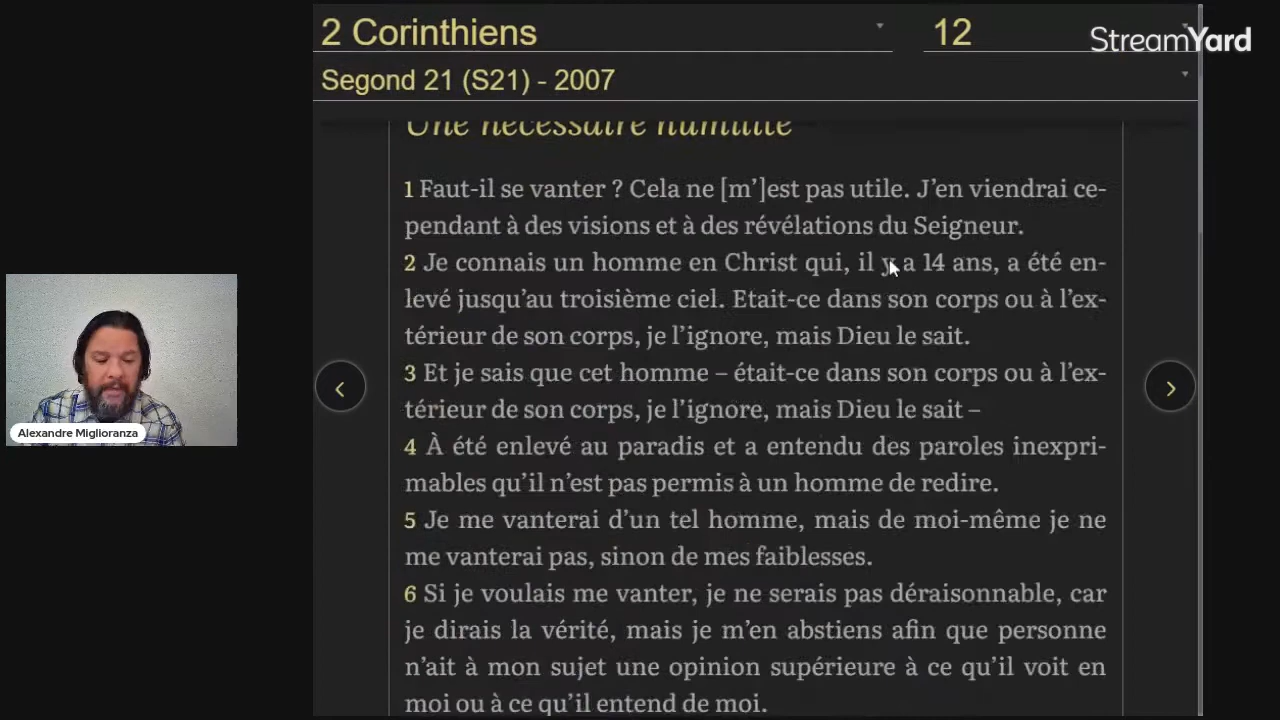 2 Corinthiens
12
StreamYard
Segond 21 (S21) - 2007
Une nécessaire humilité
1 Faut-il se vanter ? Cela ne [m’]est pas utile. J’en viendrai ce-
pendant à des visions et à des révélations du Seigneur.
2 Je connais un homme en Christ qui, il y a 14 ans, a été en-
levé jusqu’au troisième ciel. Etait-ce dans son corps ou à l’ex-
térieur de son corps, je l’ignore, mais Dieu le sait.
3 Et je sais que cet homme – était-ce dans son corps ou à l’ex-
térieur de son corps, je l’ignore, mais Dieu le sait –
4 À été enlevé au paradis et a entendu des paroles inexpri-
mables qu’il n’est pas permis à un homme de redire.
5 Je me vanterai d’un tel homme, mais de moi-même je ne
me vanterai pas, sinon de mes faiblesses.
6 Si je voulais me vanter, je ne serais pas déraisonnable, car
je dirais la vérité, mais je m’en abstiens afin que personne
n’ait à mon sujet une opinion supérieure à ce qu’il voit en
moi ou à ce qu’il entend de moi.
Alexandre Miglioranza